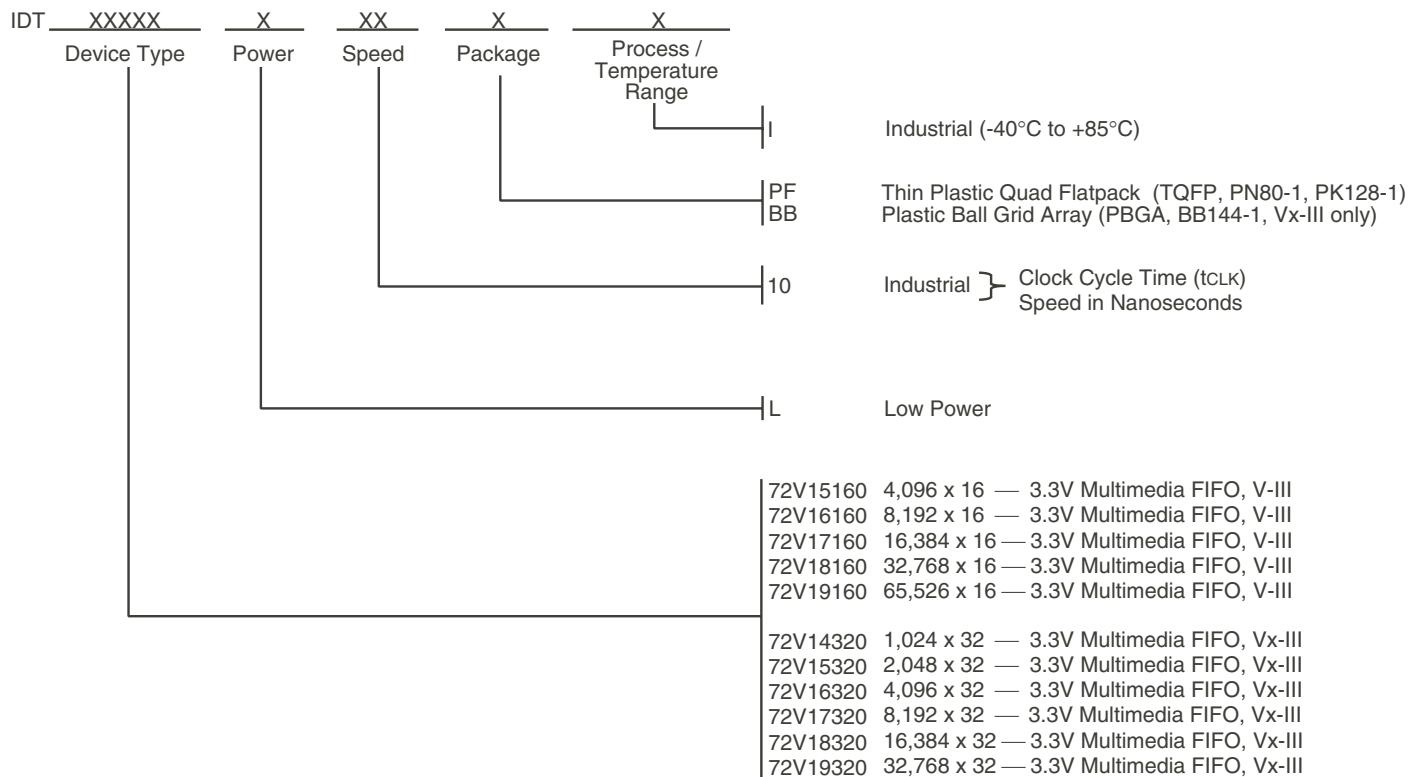 IDT XXXXX X XX X X
Device Type Power Speed Package Process /
Temperature
Range
I Industrial (-40°C to +85°C)
PF Thin Plastic Quad Flatpack (TQFP, PN80-1, PK128-1)
BB Plastic Ball Grid Array (PBGA, BB144-1, Vx-III only)
10 Industrial } Clock Cycle Time (tCLK)
Speed in Nanoseconds
L Low Power
72V15160 4,096 x 16 — 3.3V Multimedia FIFO, V-III
72V16160 8,192 x 16 — 3.3V Multimedia FIFO, V-III
72V17160 16,384 x 16 — 3.3V Multimedia FIFO, V-III
72V18160 32,768 x 16 — 3.3V Multimedia FIFO, V-III
72V19160 65,526 x 16 — 3.3V Multimedia FIFO, V-III
72V14320 1,024 x 32 — 3.3V Multimedia FIFO, Vx-III
72V15320 2,048 x 32 — 3.3V Multimedia FIFO, Vx-III
72V16320 4,096 x 32 — 3.3V Multimedia FIFO, Vx-III
72V17320 8,192 x 32 — 3.3V Multimedia FIFO, Vx-III
72V18320 16,384 x 32 — 3.3V Multimedia FIFO, Vx-III
72V19320 32,768 x 32 — 3.3V Multimedia FIFO, Vx-III